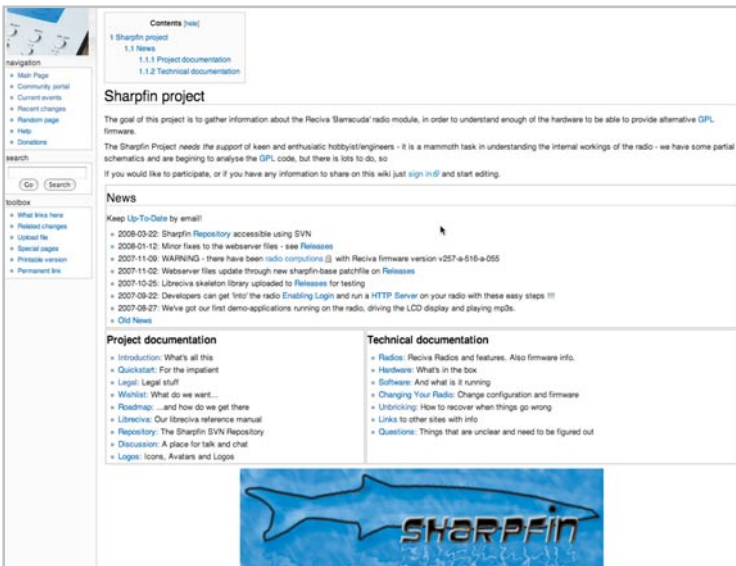 Contents [hide]
1 Sharpfin project
1.1 News
1.1.1 Project documentation
1.1.2 Technical documentation
navigation
Main Page
Community portal
Current events
Recent changes
Random page
Help
Donations
search
Go Search
toolbox
What links here
Related changes
Upload file
Special pages
Printable version
Permanent link
Sharpfin project
The goal of this project is to gather information about the Reciva 'Barracuda' radio module, in order to understand enough of the hardware to be able to provide alternative GPL
firmware.
The Sharpfin Project needs the support of keen and enthusiastic hobbyist/engineers - it is a mammoth task in understanding the internal workings of the radio - we have some partial
schematics and are begining to analyse the GPL code, but there is lots to do, so
If you would like to participate, or if you have any information to share on this wiki just sign in and start editing.
News
Keep Up-To-Date by email!
2008-03-22: Sharpfin Repository accessible using SVN
2008-01-12: Minor fixes to the webserver files - see Releases
2007-11-09: WARNING - there have been radio corruptions with Reciva firmware version v257-a-516-a-055
2007-11-02: Webserver files update through new sharpfin-base patchfile on Releases
2007-10-25: Libreciva skeleton library uploaded to Releases for testing
2007-09-22: Developers can get 'into' the radio Enabling Login and run a HTTP Server on your radio with these easy steps !!!
2007-08-27: We've got our first demo-applications running on the radio, driving the LCD display and playing mp3s.
Old News
Project documentation
Introduction: What's all this
Quickstart: For the impatient
Legal: Legal stuff
Wishlist: What do we want...
Roadmap: ...and how do we get there
Libreciva: Our libreciva reference manual
Repository: The Sharpfin SVN Repository
Discussion: A place for talk and chat
Logos: Icons, Avatars and Logos
Technical documentation
Radios: Reciva Radios and features. Also firmware info.
Hardware: What's in the box
Software: And what is it running
Changing Your Radio: Change configuration and firmware
Unbricking: How to recover when things go wrong
Links to other sites with info
Questions: Things that are unclear and need to be figured out
SHARPFIN